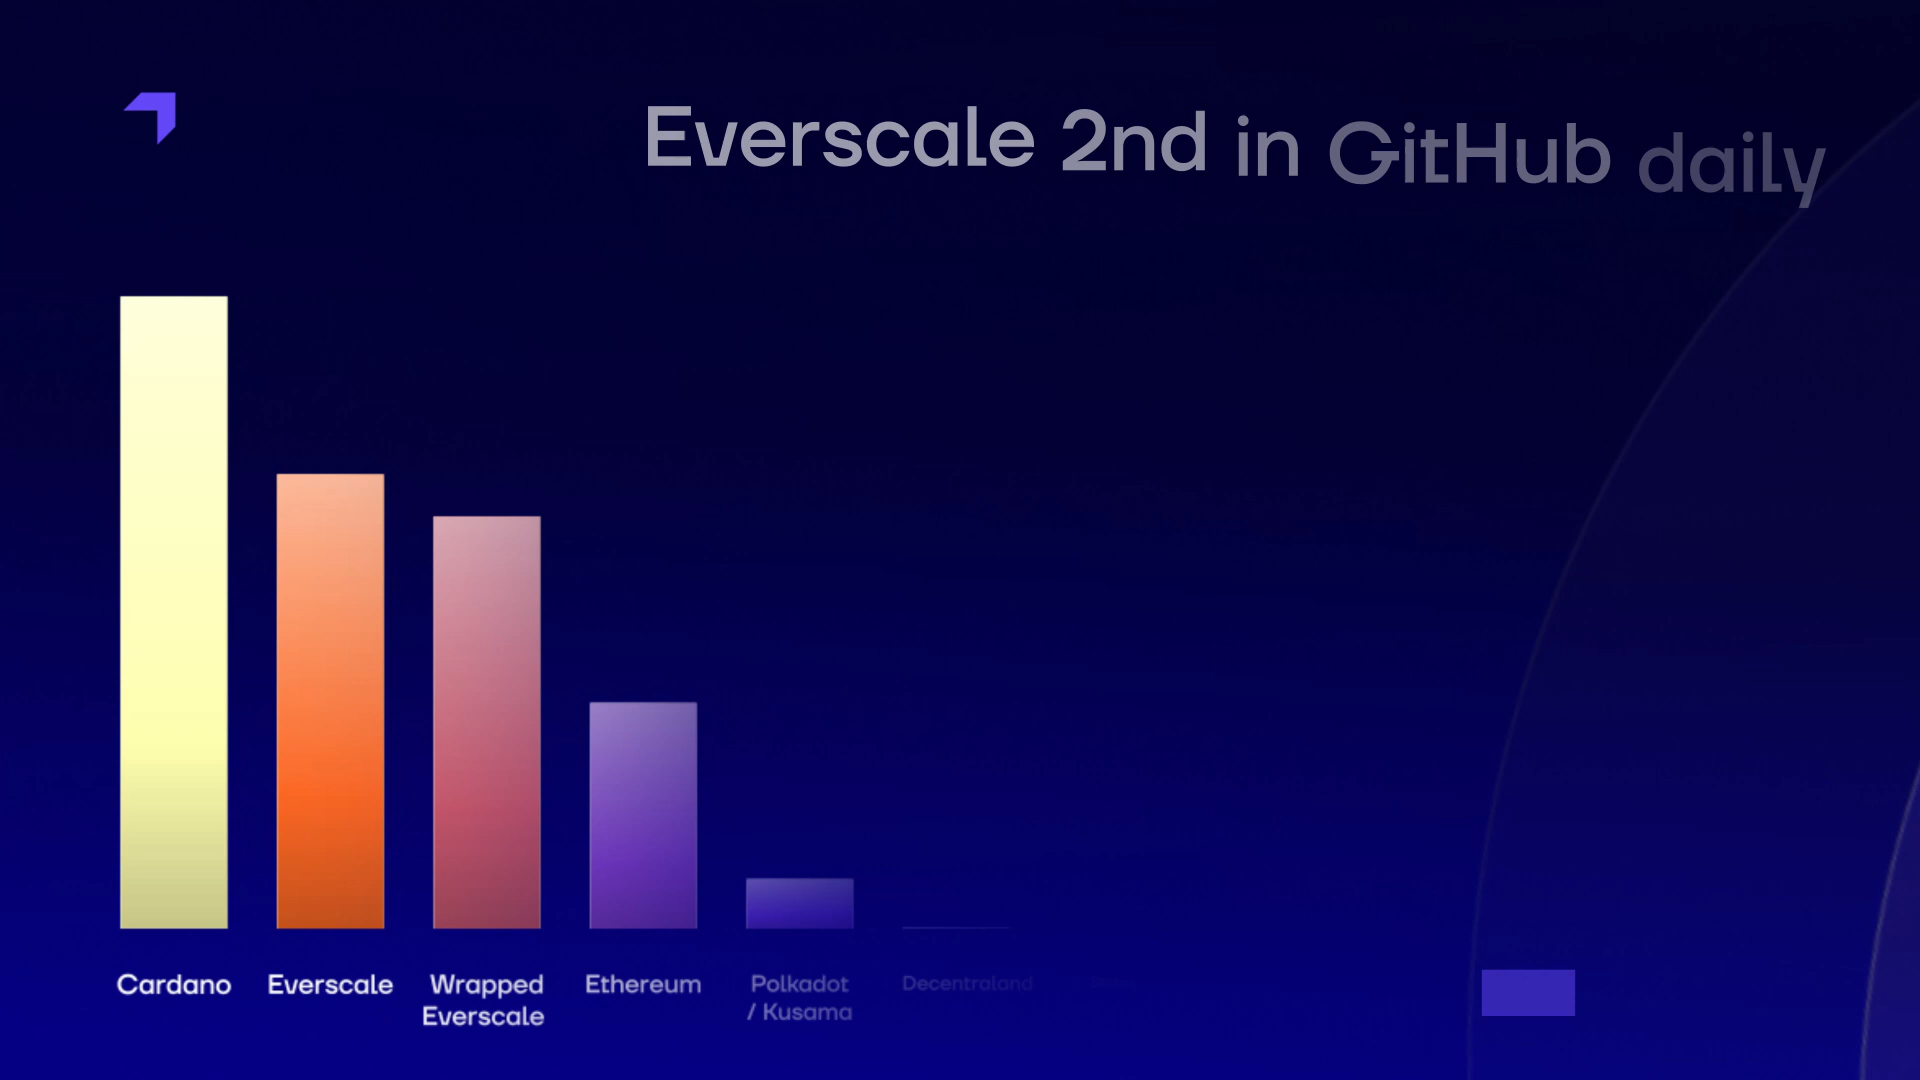 Everscale 2nd in GitHub daily
Cardano
Everscale
Wrapped
Everscale
Ethereum
Polkadot
/ Kusama
Decentraland